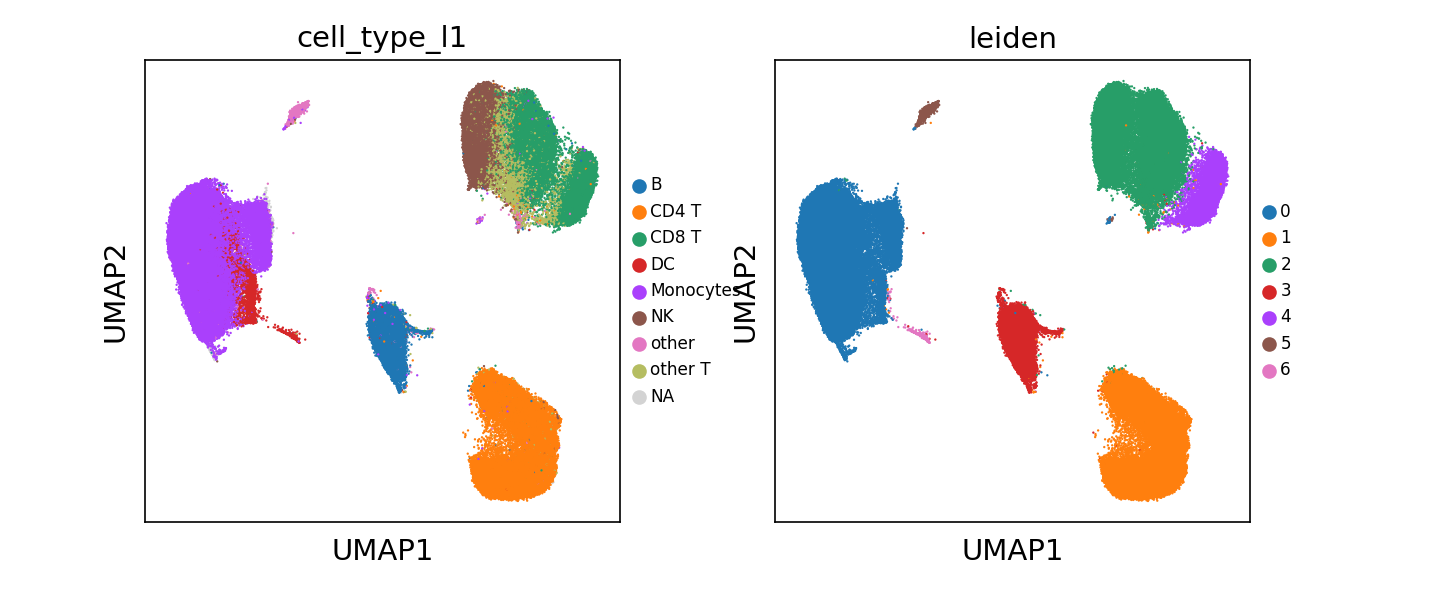 cell_type_l1
UMAP2
UMAP1
B
CD4 T
CD8 T
DC
Monocytes
NK
other
other T
NA
leiden
UMAP2
UMAP1
0
1
2
3
4
5
6